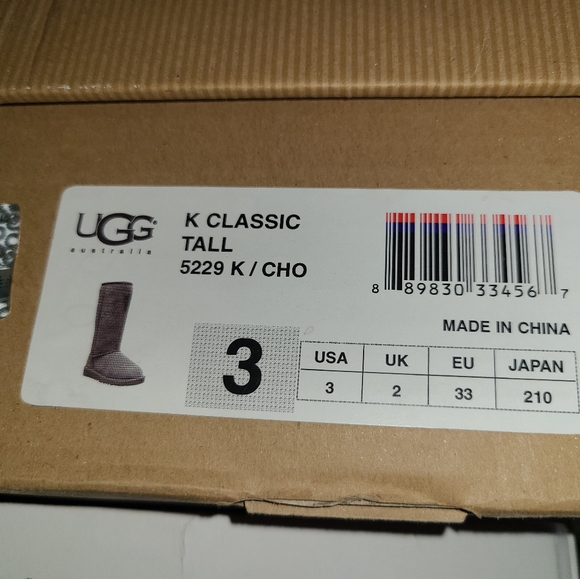 UGG®
australia
K CLASSIC
TALL
5229 K / CHO
8 89830 33456 7
MADE IN CHINA
3
USA UK EU JAPAN
3 2 33 210